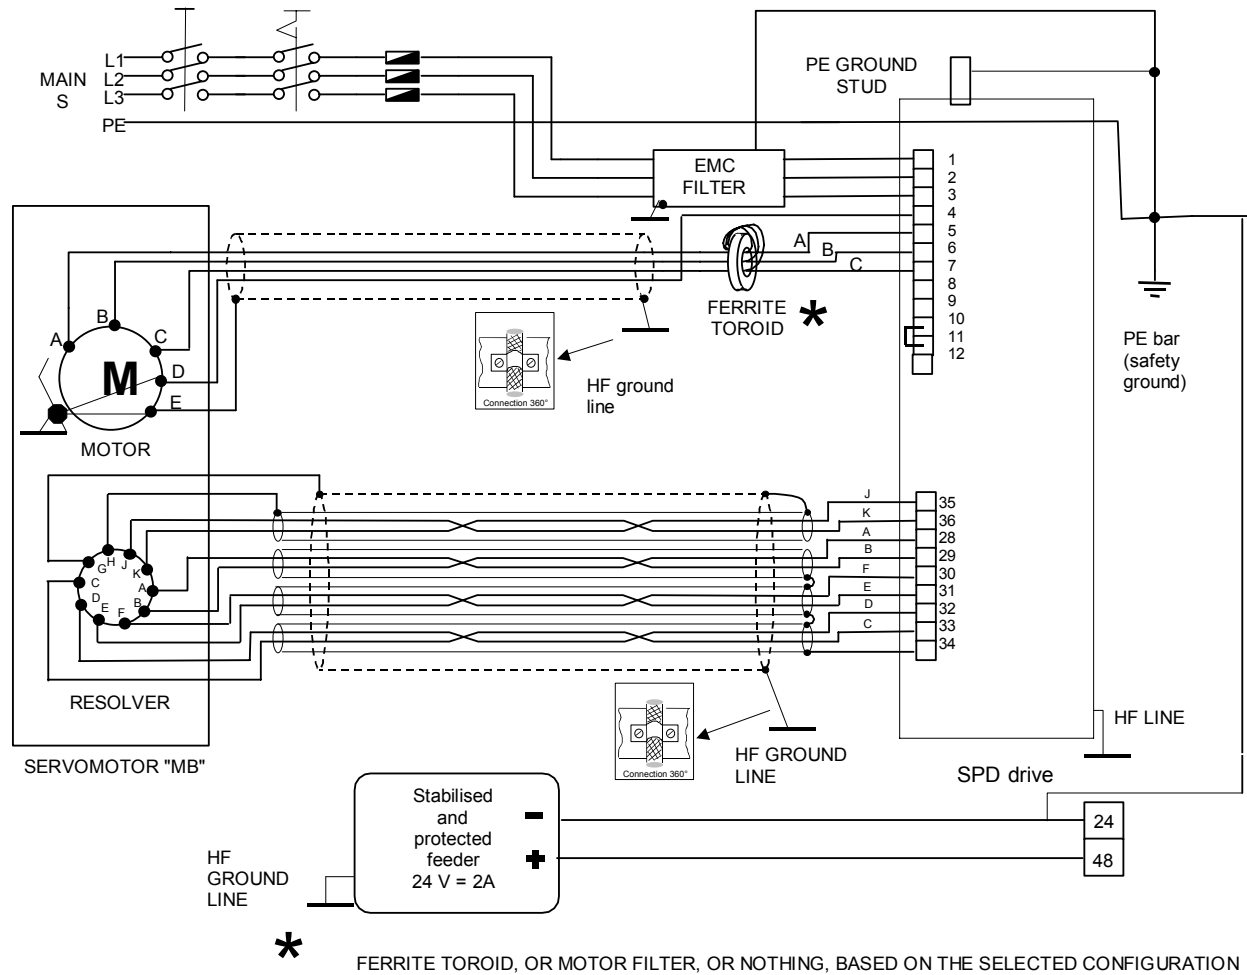 L1
MAIN
S
L2
L3
PE
PE GROUND
STUD
EMC
FILTER
1
2
3
4
5
6
7
8
9
10
11
12
A
B
C
FERRITE
TOROID *
PE bar
(safety
ground)
A
B
C
D
E
M
MOTOR
Connection 360°
HF ground
line
J
K
A
B
F
E
D
C
35
36
28
29
30
31
32
33
34
G
H
J
K
A
B
F
E
D
C
RESOLVER
SERVOMOTOR "MB"
Connection 360°
HF GROUND
LINE
HF LINE
SPD drive
Stabilised
and
protected
feeder
24 V = 2A
-
+
24
48
HF
GROUND
LINE
*
FERRITE TOROID, OR MOTOR FILTER, OR NOTHING, BASED ON THE SELECTED CONFIGURATION